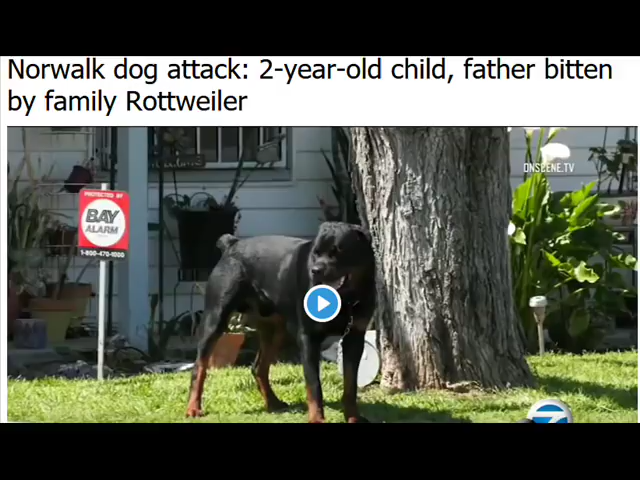 Norwalk dog attack: 2-year-old child, father bitten
by family Rottweiler
ONSCENE.TV
PROTECTED BY
BAY
ALARM
1-800-470-1000
7